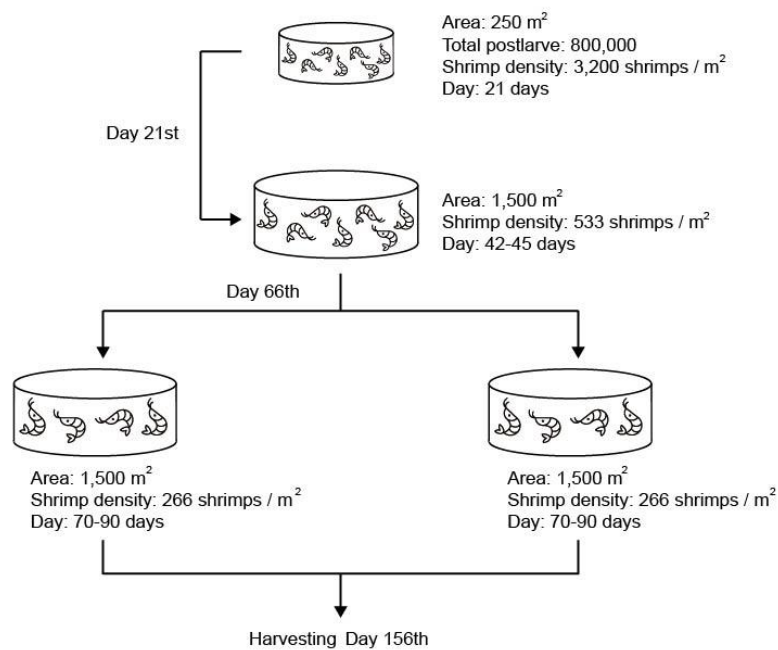 Area: 250 m²
Total postlarve: 800,000
Shrimp density: 3,200 shrimps / m²
Day: 21 days
Day 21st
Area: 1,500 m²
Shrimp density: 533 shrimps / m²
Day: 42-45 days
Day 66th
Area: 1,500 m²
Shrimp density: 266 shrimps / m²
Day: 70-90 days
Area: 1,500 m²
Shrimp density: 266 shrimps / m²
Day: 70-90 days
Harvesting Day 156th